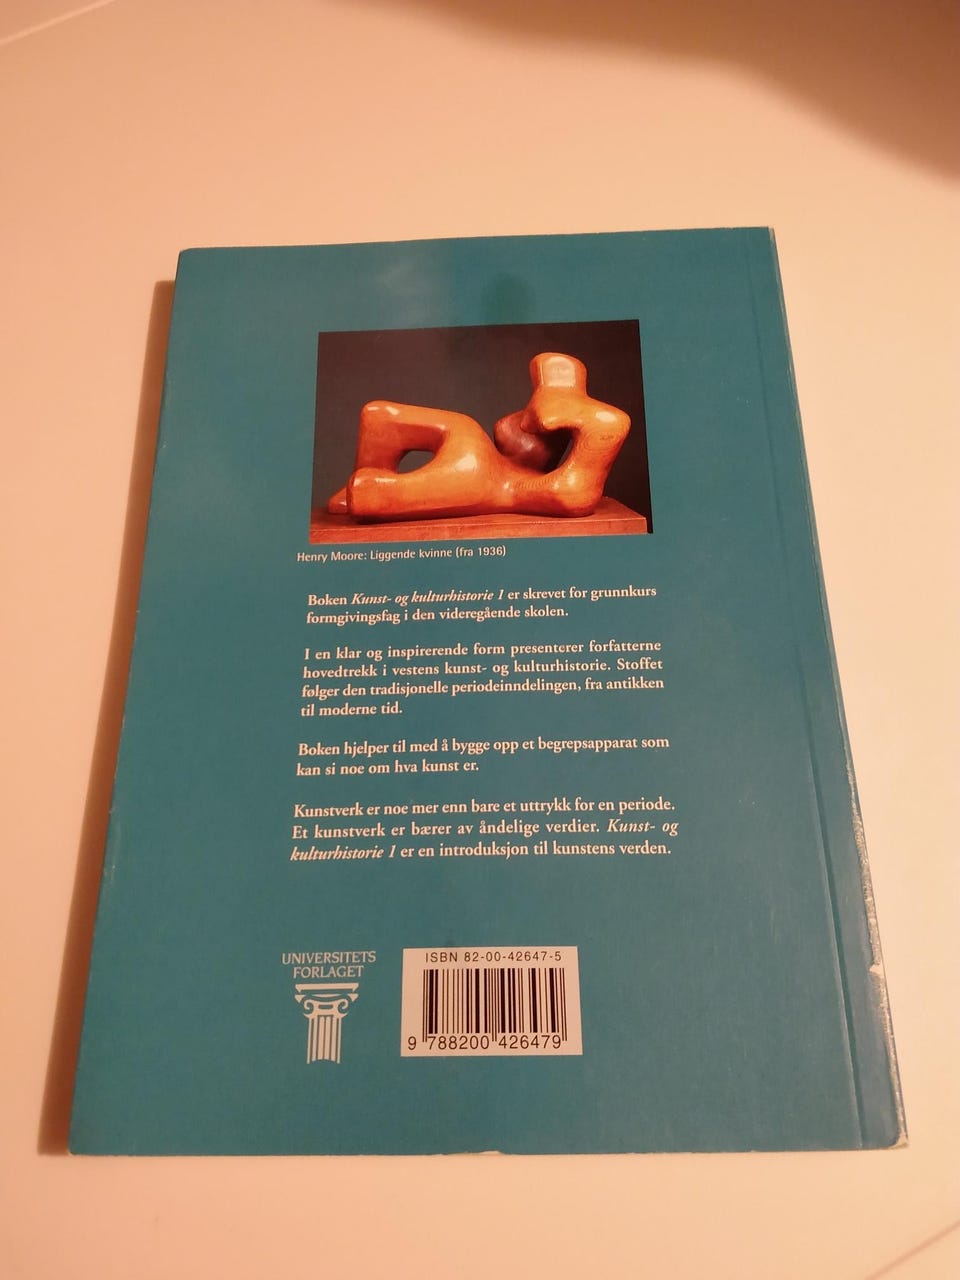 Henry Moore: Liggende kvinne (fra 1936)
Boken Kunst- og kulturhistorie 1 er skrevet for grunnkurs
formgivingsfag i den videregående skolen.
I en klar og inspirerende form presenterer forfatterne
hovedtrekk i vestens kunst- og kulturhistorie. Stoffet
følger den tradisjonelle periodeinndelingen, fra antikken
til moderne tid.
Boken hjelper til med å bygge opp et begrepsapparat som
kan si noe om hva kunst er.
Kunstverk er noe mer enn bare et uttrykk for en periode.
Et kunstverk er bærer av åndelige verdier. Kunst- og
kulturhistorie 1 er en introduksjon til kunstens verden.
UNIVERSITETS
FORLAGET
ISBN 82-00-42647-5
9 788200 426479